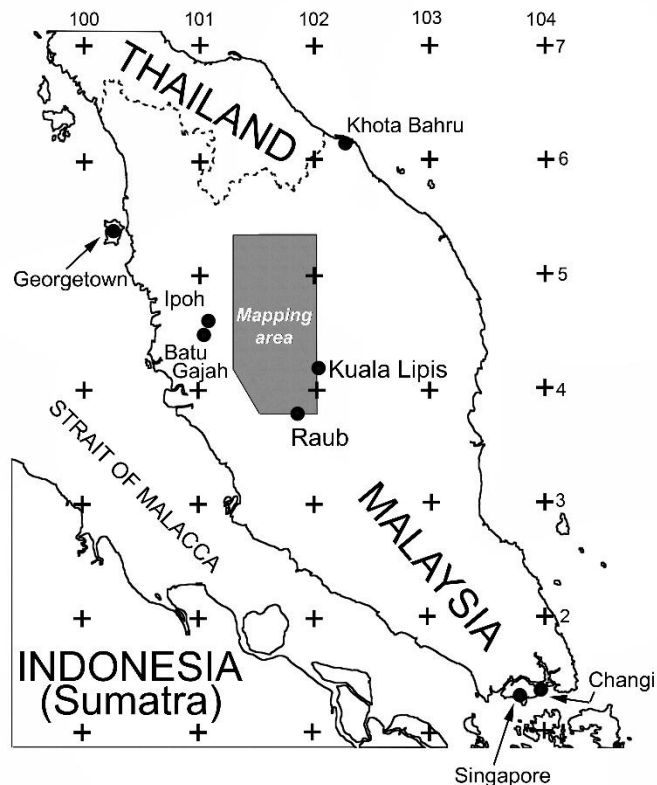 100 101 102 103 104
7
THAILAND
Khota Bahru
6
Georgetown
5
Ipoh
Mapping
area
Batu
Gajah
Kuala Lipis
4
Raub
STRAIT OF MALACCA
3
MALAYSIA
2
INDONESIA
(Sumatra)
Changi
Singapore